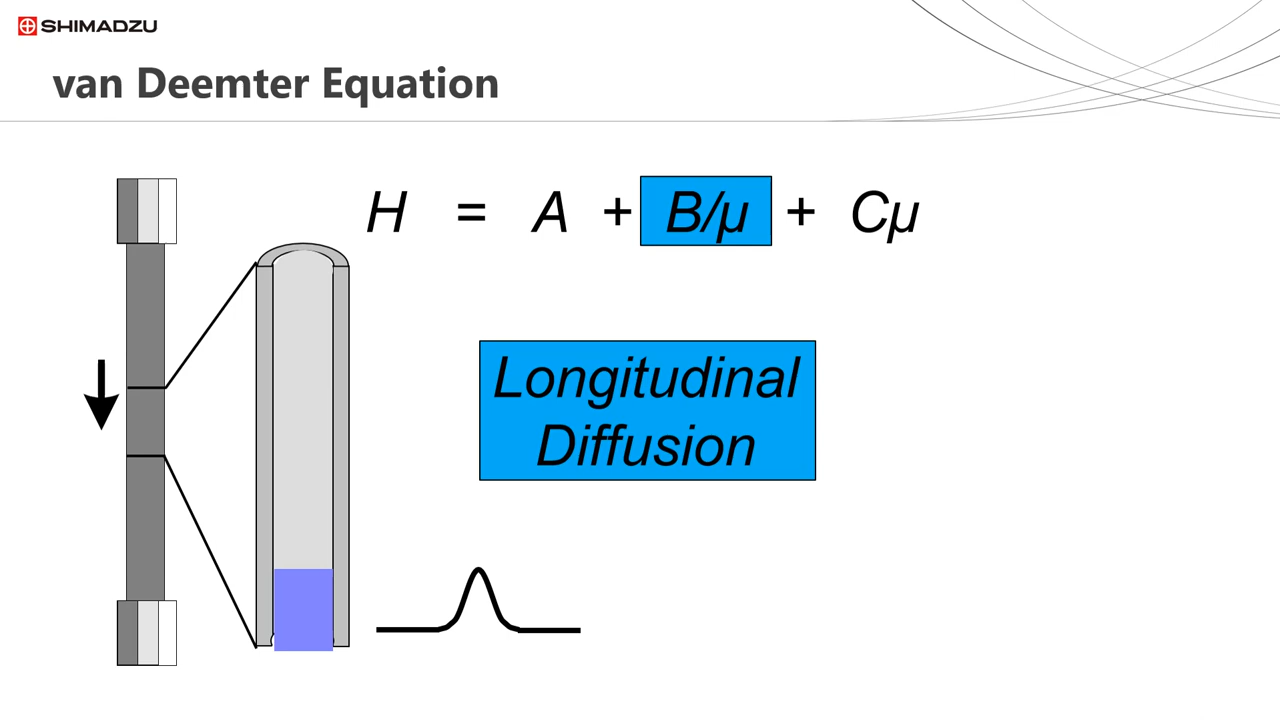 SHIMADZU
van Deemter Equation
H = A + B/μ + Cμ
Longitudinal
Diffusion